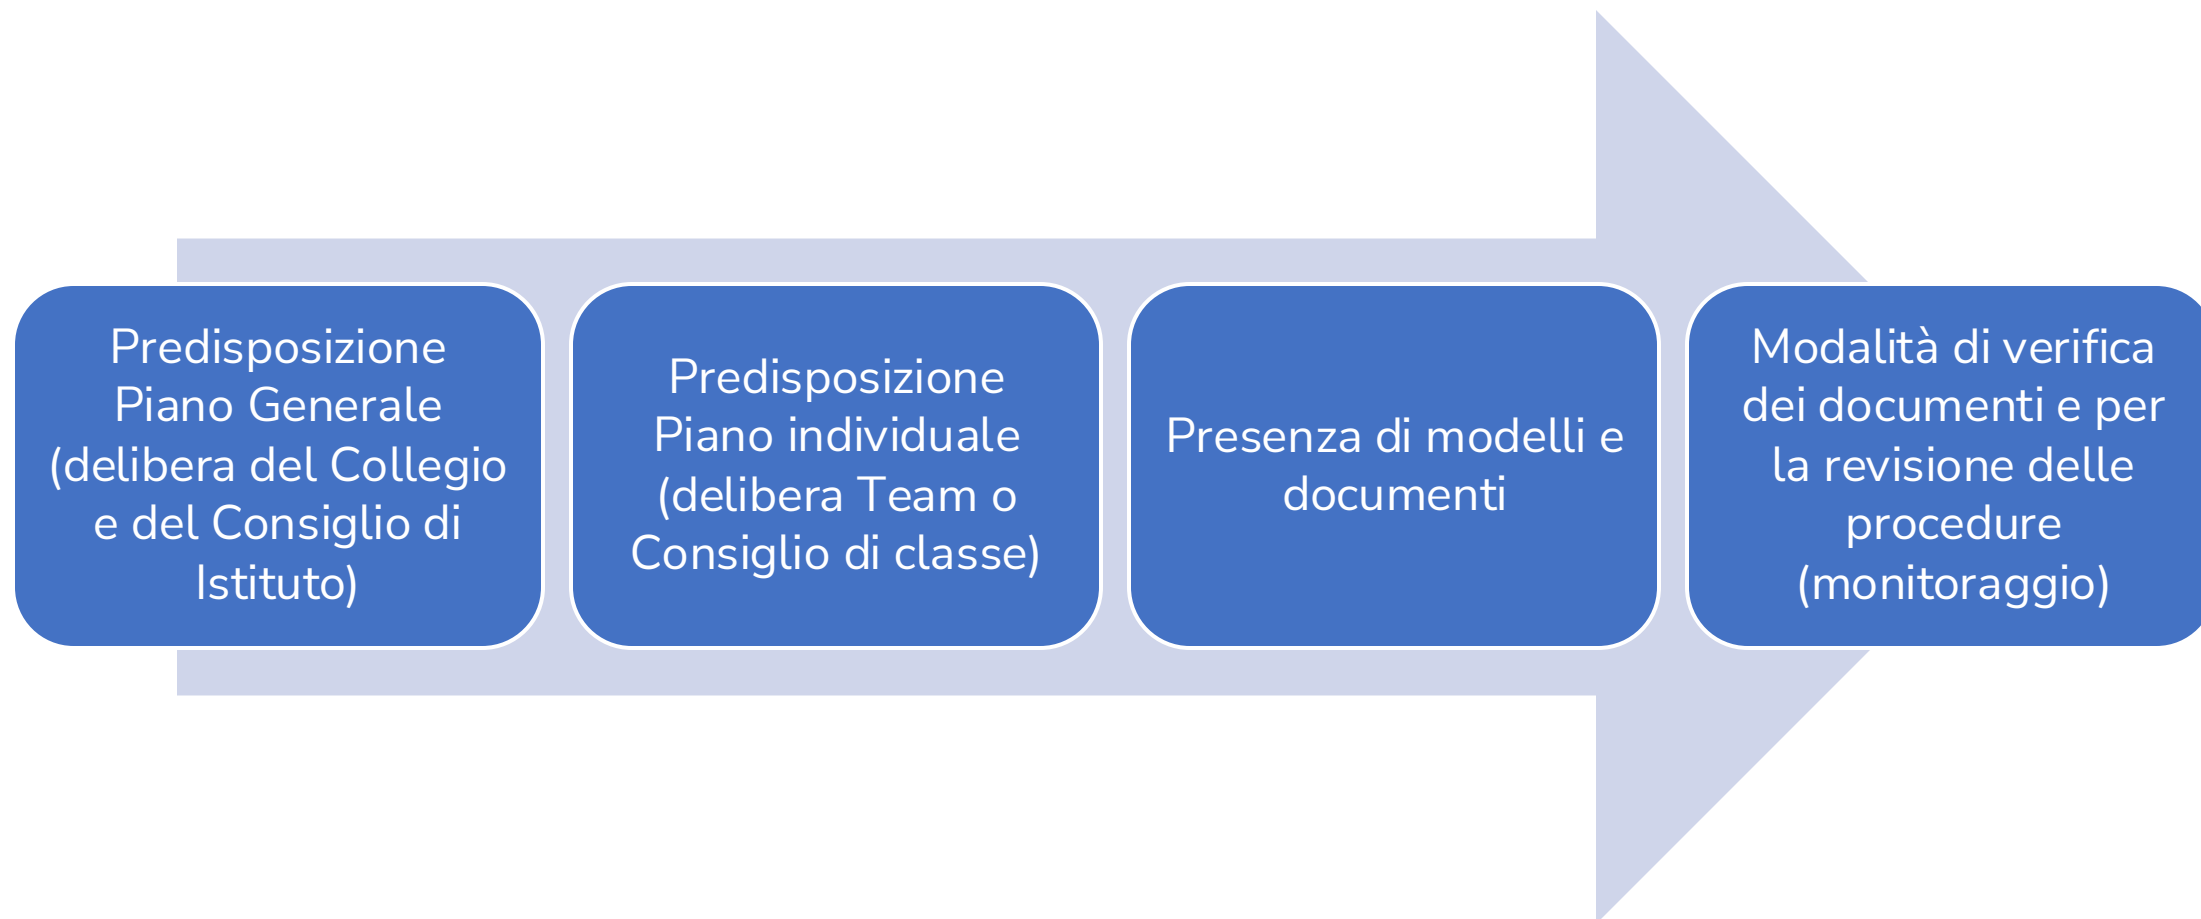 Predisposizione
Piano Generale
(delibera del Collegio
e del Consiglio di
Istituto)
Predisposizione
Piano individuale
(delibera Team o
Consiglio di classe)
Presenza di modelli e
documenti
Modalità di verifica
dei documenti e per
la revisione delle
procedure
(monitoraggio)